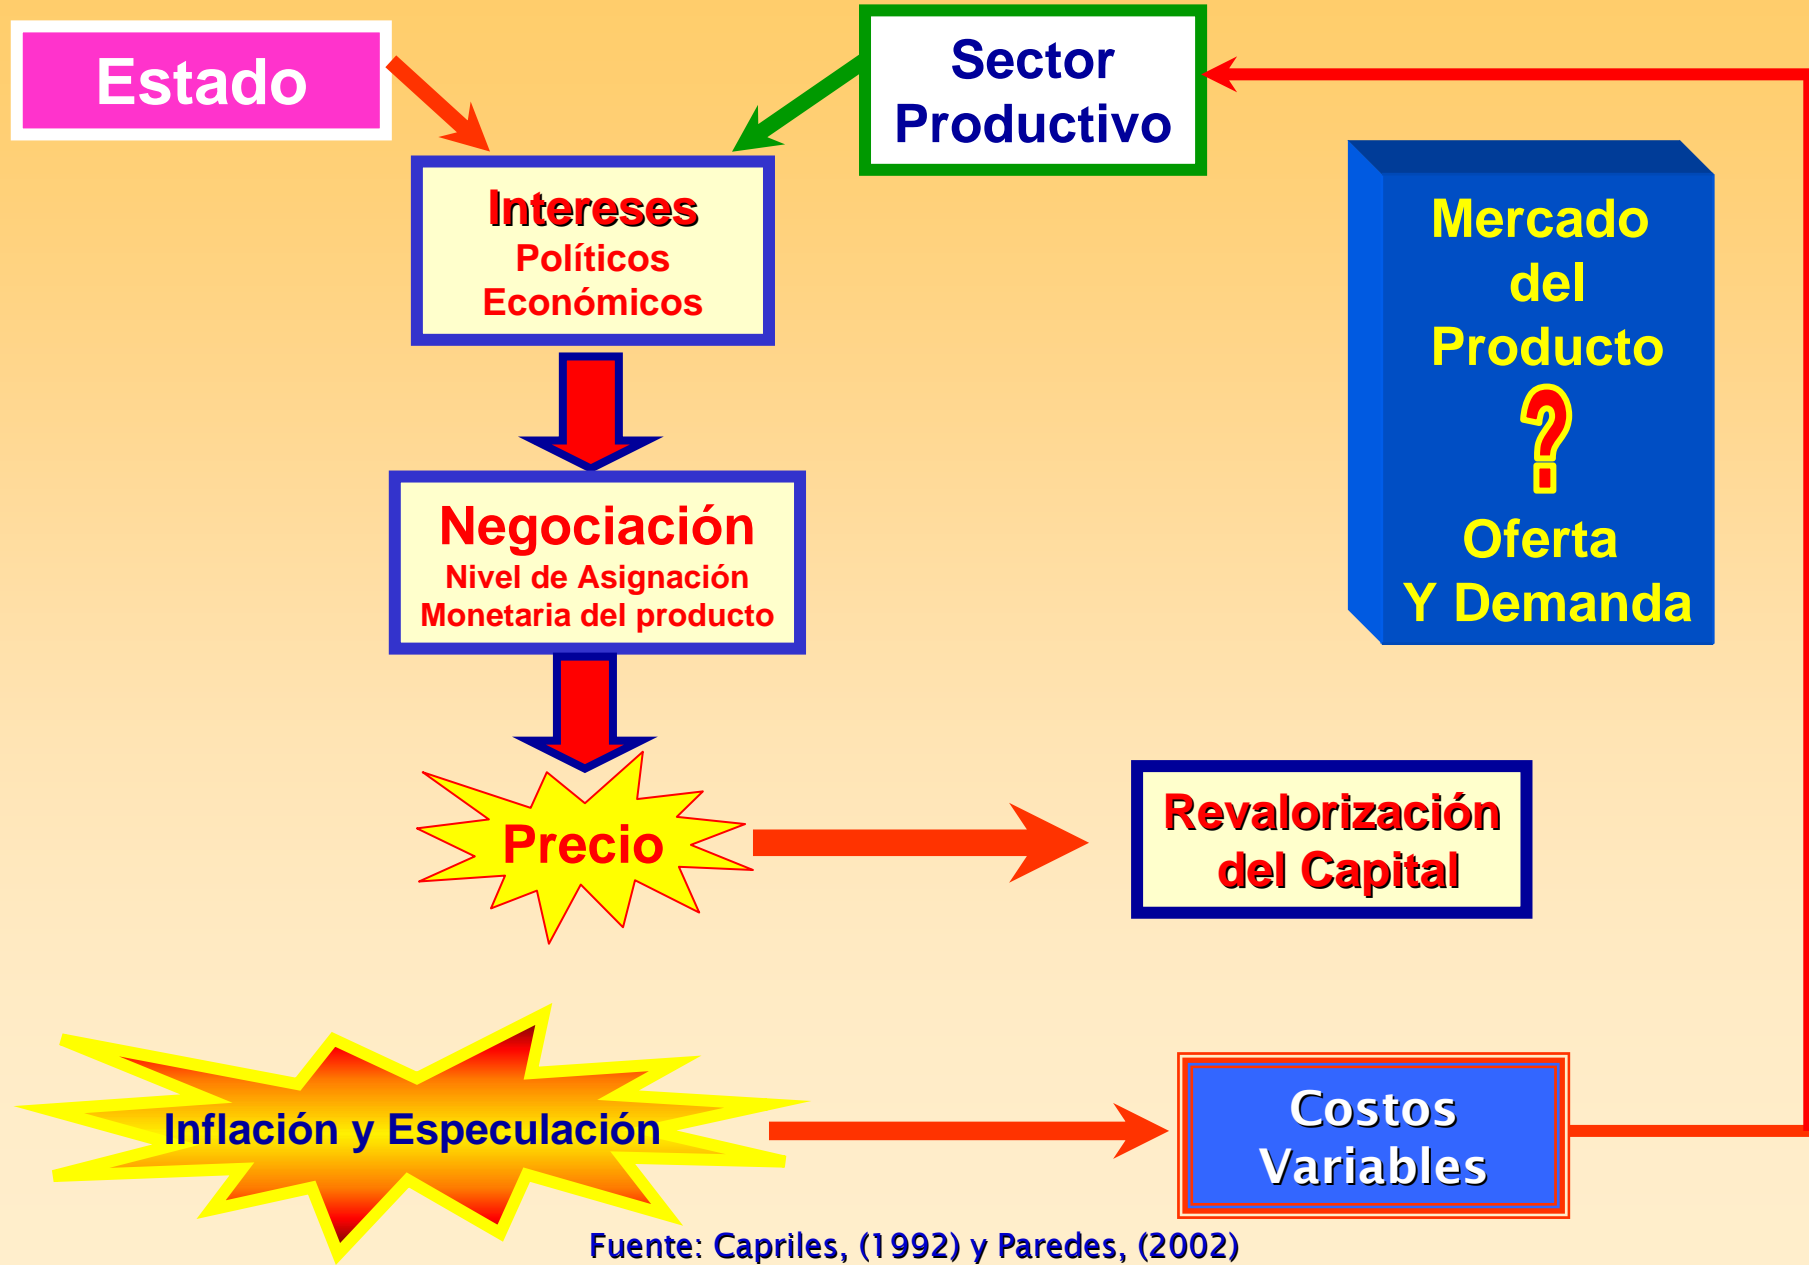 Estado
Sector
Productivo
Intereses
Políticos
Económicos
Mercado
del
Producto
?
Oferta
Y Demanda
Negociación
Nivel de Asignación
Monetaria del producto
Precio
Revalorización
del Capital
Inflación y Especulación
Costos
Variables
Fuente: Capriles, (1992) y Paredes, (2002)